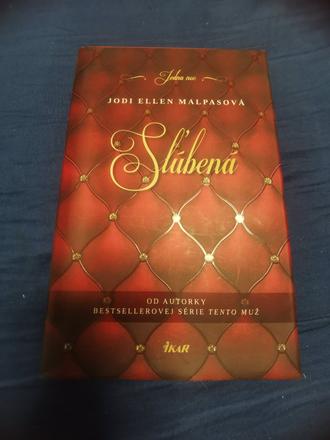 Jedna noc
JODI ELLEN MALPASOVÁ
Sľúbená
OD AUTORKY
BESTSELLEROVEJ SÉRIE TENTO MUŽ
IKAR